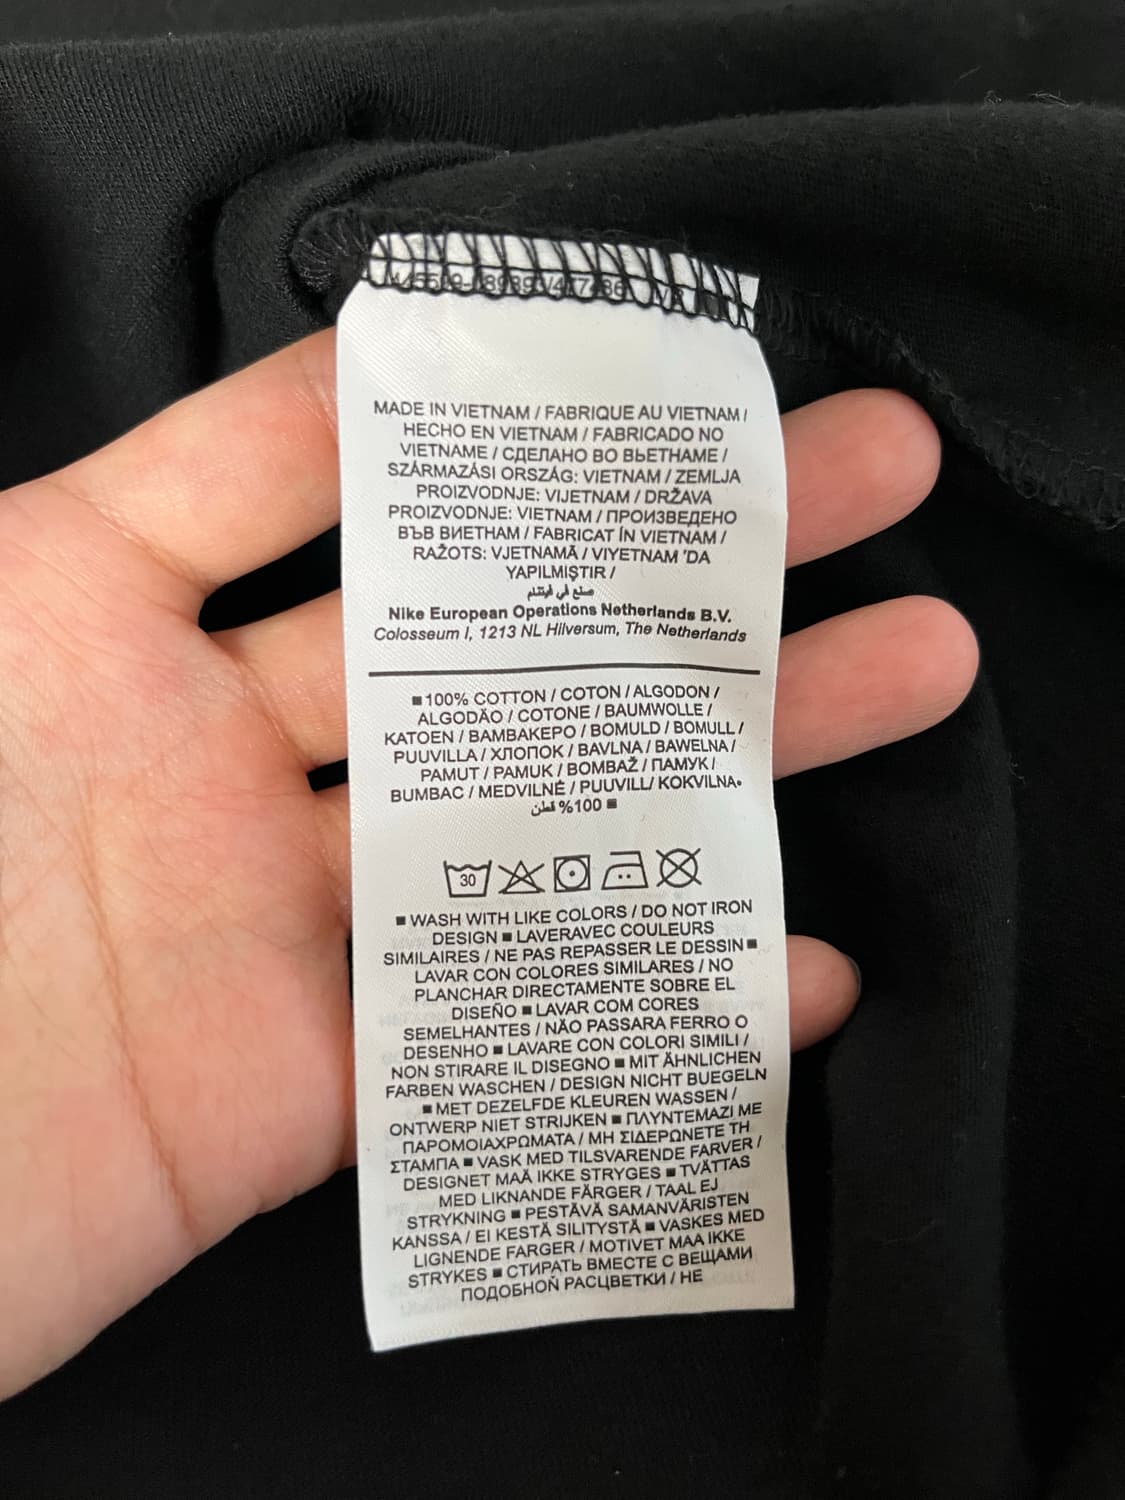 MADE IN VIETNAM / FABRIQUE AU VIETNAM /
HECHO EN VIETNAM / FABRICADO NO
VIETNAME / СДЕЛАНО ВО ВЬЕТНАМЕ /
SZÁRMAZÁSI ORSZÁG: VIETNAM / ZEMLJA
PROIZVODNJE: VIJETNAM / DRŽAVA
PROIZVODNJE: VIETNAM / ПРОИЗВЕДЕНО
ВЪВ ВИЕТНАМ / FABRICAT ÎN VIETNAM /
RAŽOTS: VJETNAMĀ / VIYETNAM 'DA
YAPILMIŞTIR /
صنع في فيتنام
Nike European Operations Netherlands B.V.
Colosseum I, 1213 NL Hilversum, The Netherlands
■ 100% COTTON / COTON / ALGODON /
ALGODÃO / COTONE / BAUMWOLLE /
KATOEN / BAMBAKEPO / BOMULD / BOMULL /
PUUVILLA / ХЛОПОК / BAVLNA / BAWELNA /
PAMUT / PAMUK / BOMBAŽ / ПАМУК /
BUMBAC / MEDVILNĖ / PUUVILL/ KOKVILNA•
■ 100% قطن
30
■ WASH WITH LIKE COLORS / DO NOT IRON
DESIGN ■ LAVERAVEC COULEURS
SIMILAIRES / NE PAS REPASSER LE DESSIN ■
LAVAR CON COLORES SIMILARES / NO
PLANCHAR DIRECTAMENTE SOBRE EL
DISEÑO ■ LAVAR COM CORES
SEMELHANTES / NÃO PASSARA FERRO O
DESENHO ■ LAVARE CON COLORI SIMILI /
NON STIRARE IL DISEGNO ■ MIT ÄHNLICHEN
FARBEN WASCHEN / DESIGN NICHT BUEGELN
■ MET DEZELFDE KLEUREN WASSEN /
ONTWERP NIET STRIJKEN ■ ΠΛΥΝΤΕΜΑΖΙ ΜΕ
ΠΑΡΟΜΟΙΑΧΡΩΜΑΤΑ / ΜΗ ΣΙΔΕΡΩΝΕΤΕ ΤΗ
ΣΤΑΜΠΑ ■ VASK MED TILSVARENDE FARVER /
DESIGNET MAÅ IKKE STRYGES ■ TVÄTTAS
MED LIKNANDE FÄRGER / TAAL EJ
STRYKNING ■ PESTÄVÄ SAMANVÄRISTEN
KANSSA / EI KESTÄ SILITYSTÄ ■ VASKES MED
LIGNENDE FARGER / MOTIVET MAA IKKE
STRYKES ■ СТИРАТЬ ВМЕСТЕ С ВЕЩАМИ
ПОДОБНОЙ РАСЦВЕТКИ / НЕ